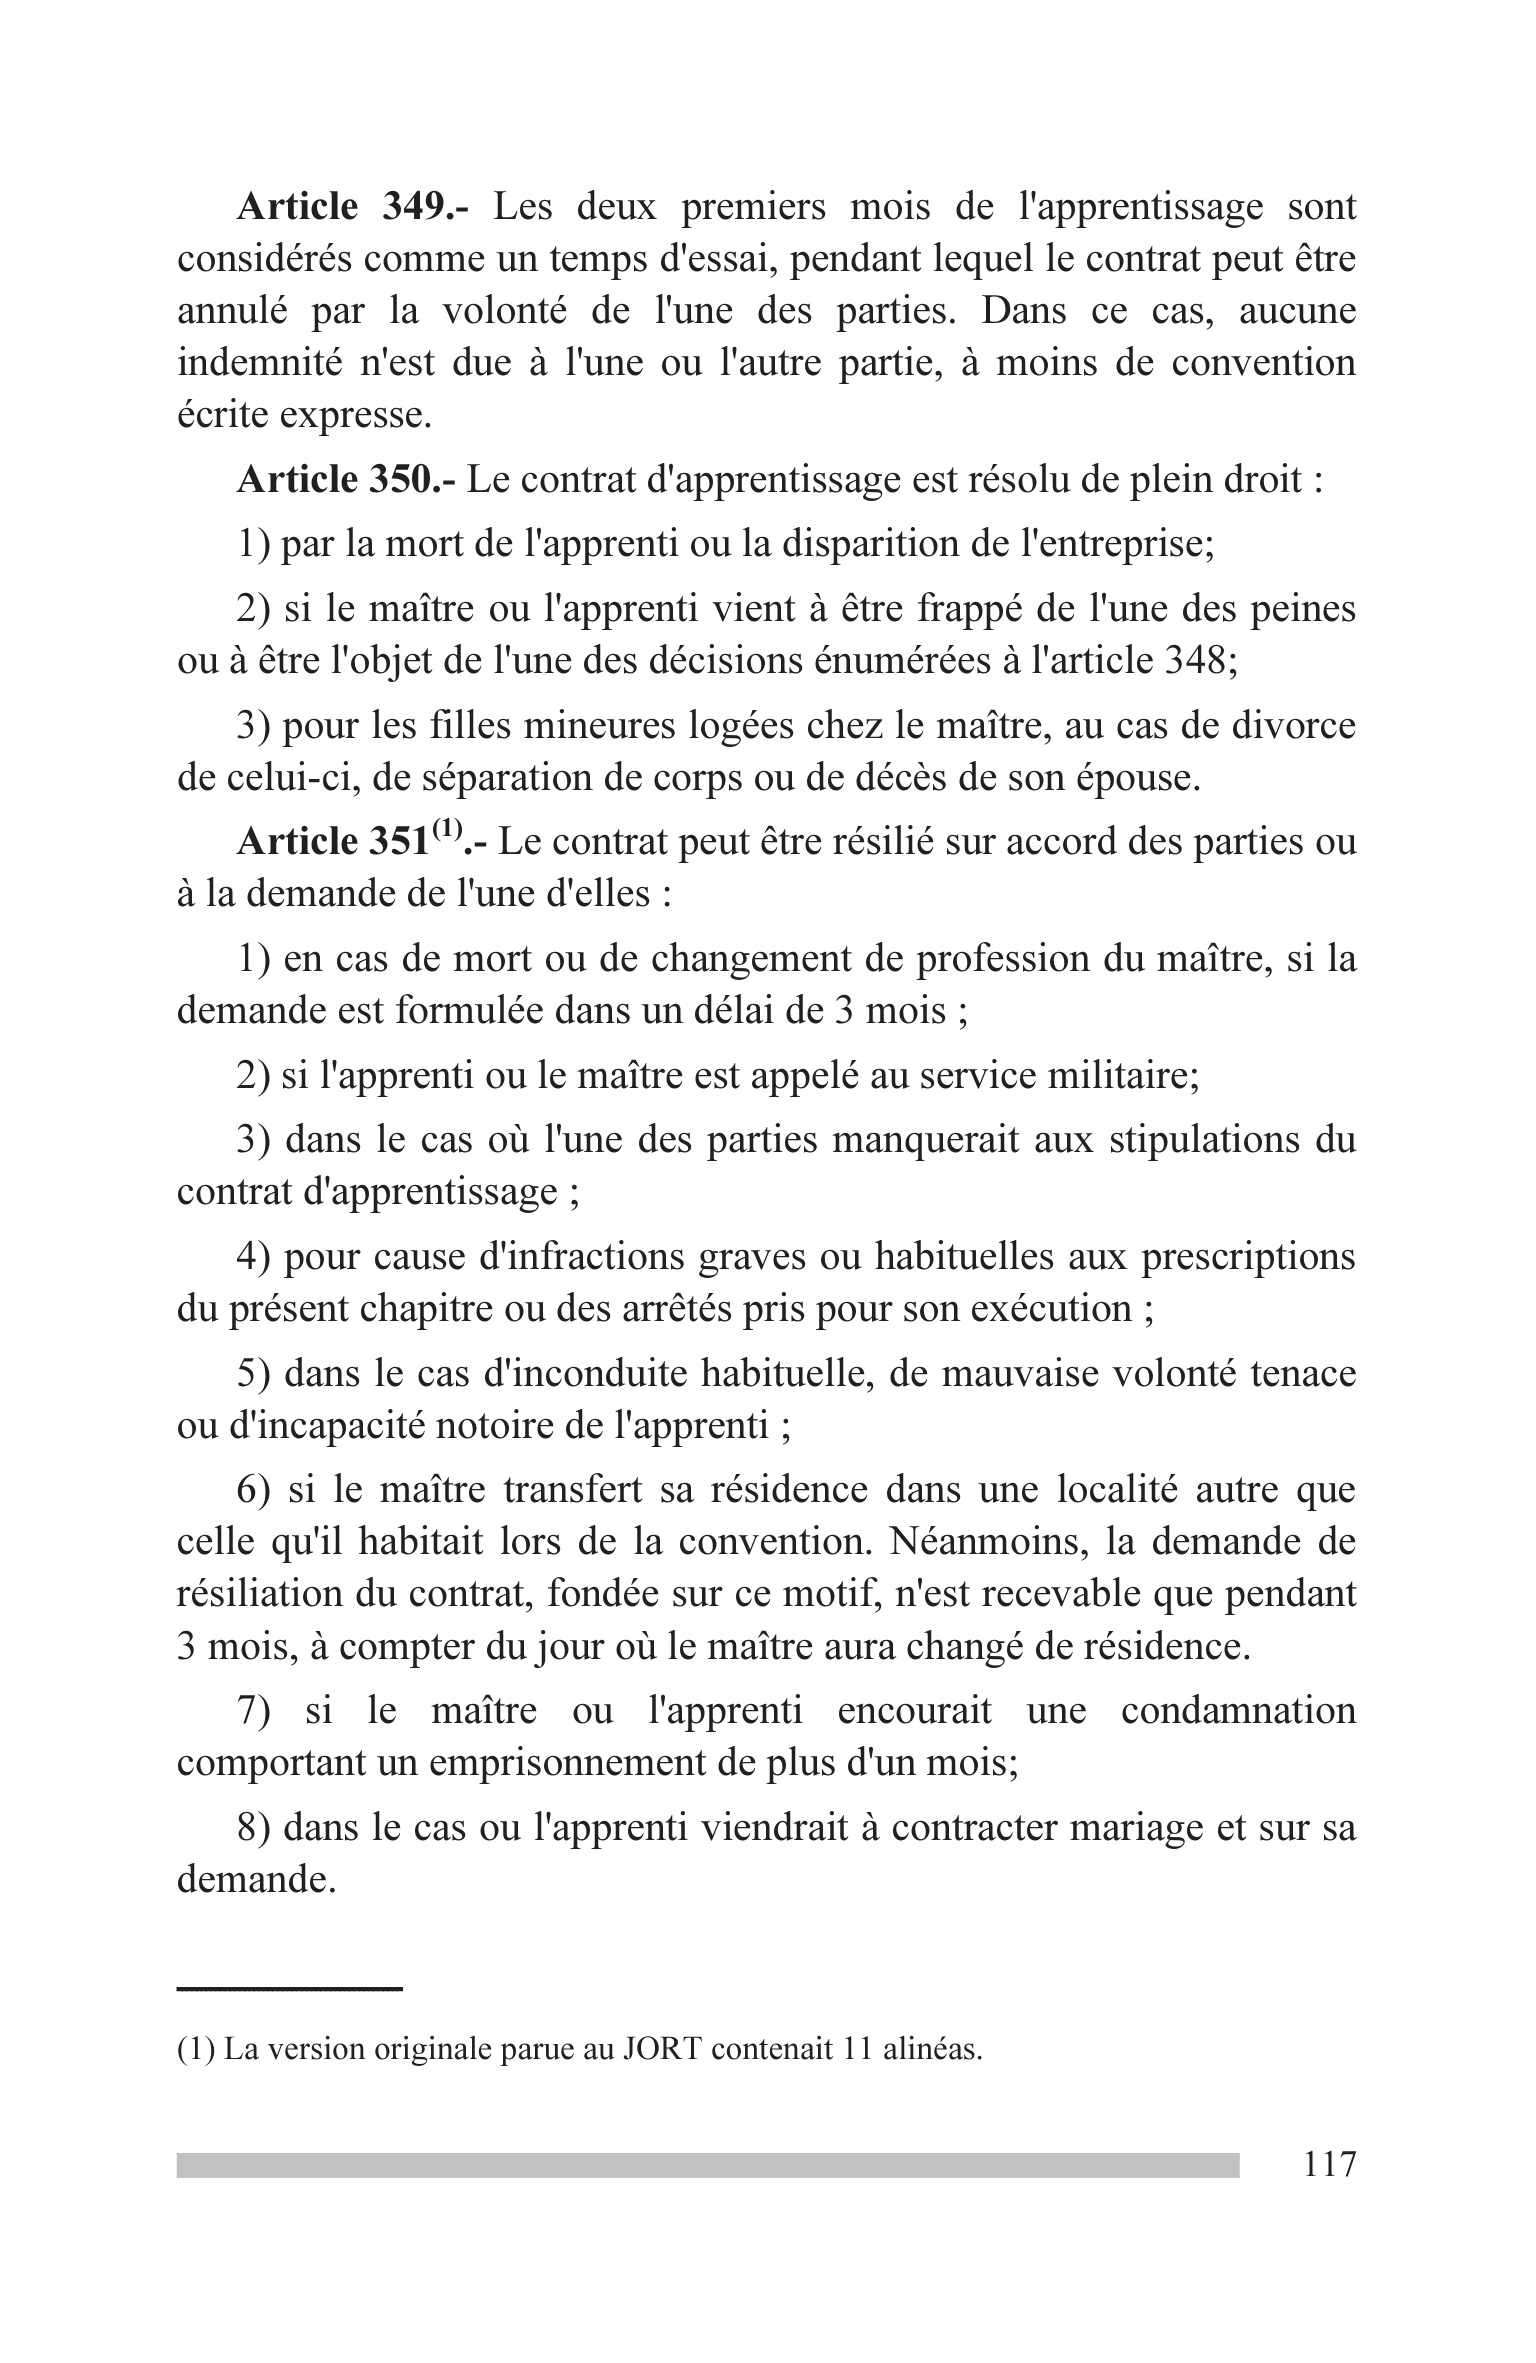 Article 349.- Les deux premiers mois de l'apprentissage sont
considérés comme un temps d'essai, pendant lequel le contrat peut être
annulé par la volonté de l'une des parties. Dans ce cas, aucune
indemnité n'est due à l'une ou l'autre partie, à moins de convention
écrite expresse.
Article 350.- Le contrat d'apprentissage est résolu de plein droit :
1) par la mort de l'apprenti ou la disparition de l'entreprise;
2) si le maître ou l'apprenti vient à être frappé de l'une des peines
ou à être l'objet de l'une des décisions énumérées à l'article 348;
3) pour les filles mineures logées chez le maître, au cas de divorce
de celui-ci, de séparation de corps ou de décès de son épouse.
Article 351(1).- Le contrat peut être résilié sur accord des parties ou
à la demande de l'une d'elles :
1) en cas de mort ou de changement de profession du maître, si la
demande est formulée dans un délai de 3 mois ;
2) si l'apprenti ou le maître est appelé au service militaire;
3) dans le cas où l'une des parties manquerait aux stipulations du
contrat d'apprentissage ;
4) pour cause d'infractions graves ou habituelles aux prescriptions
du présent chapitre ou des arrêtés pris pour son exécution ;
5) dans le cas d'inconduite habituelle, de mauvaise volonté tenace
ou d'incapacité notoire de l'apprenti ;
6) si le maître transfert sa résidence dans une localité autre que
celle qu'il habitait lors de la convention. Néanmoins, la demande de
résiliation du contrat, fondée sur ce motif, n'est recevable que pendant
3 mois, à compter du jour où le maître aura changé de résidence.
7) si le maître ou l'apprenti encourait une condamnation
comportant un emprisonnement de plus d'un mois;
8) dans le cas ou l'apprenti viendrait à contracter mariage et sur sa
demande.
(1) La version originale parue au JORT contenait 11 alinéas.
117